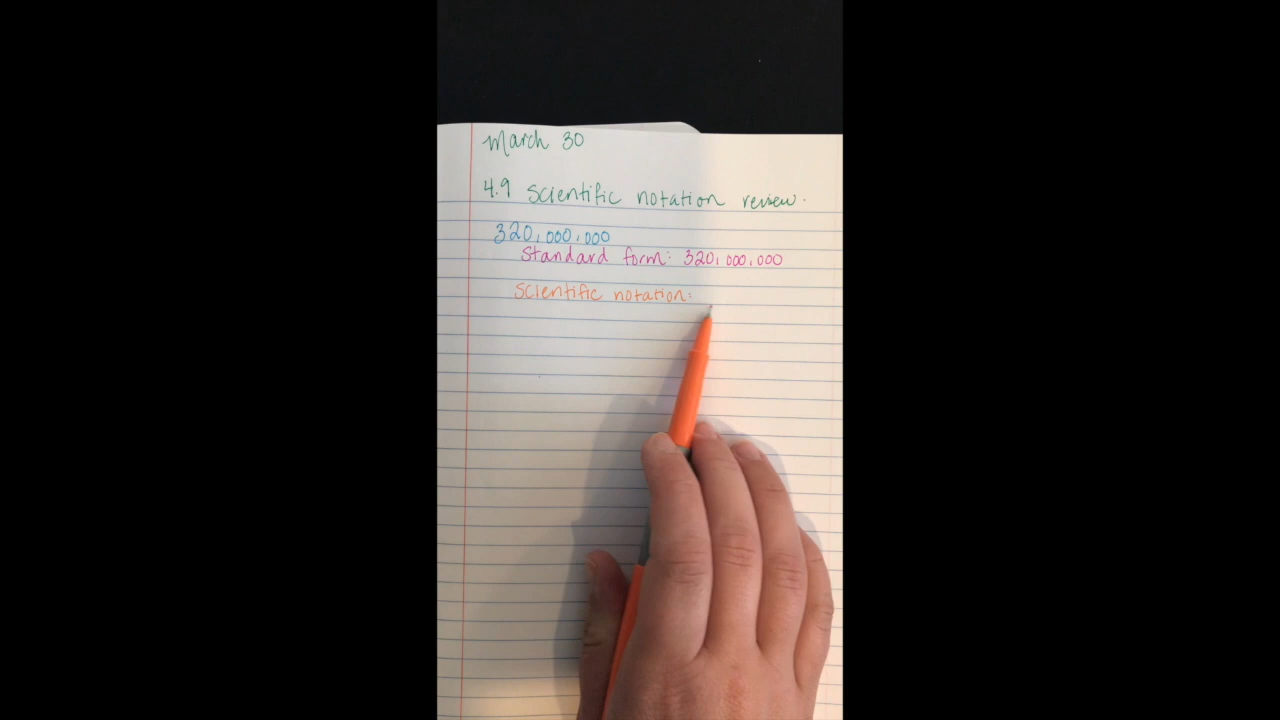 March 30
4.9 Scientific notation review.
320,000,000
Standard form: 320,000,000
Scientific notation: